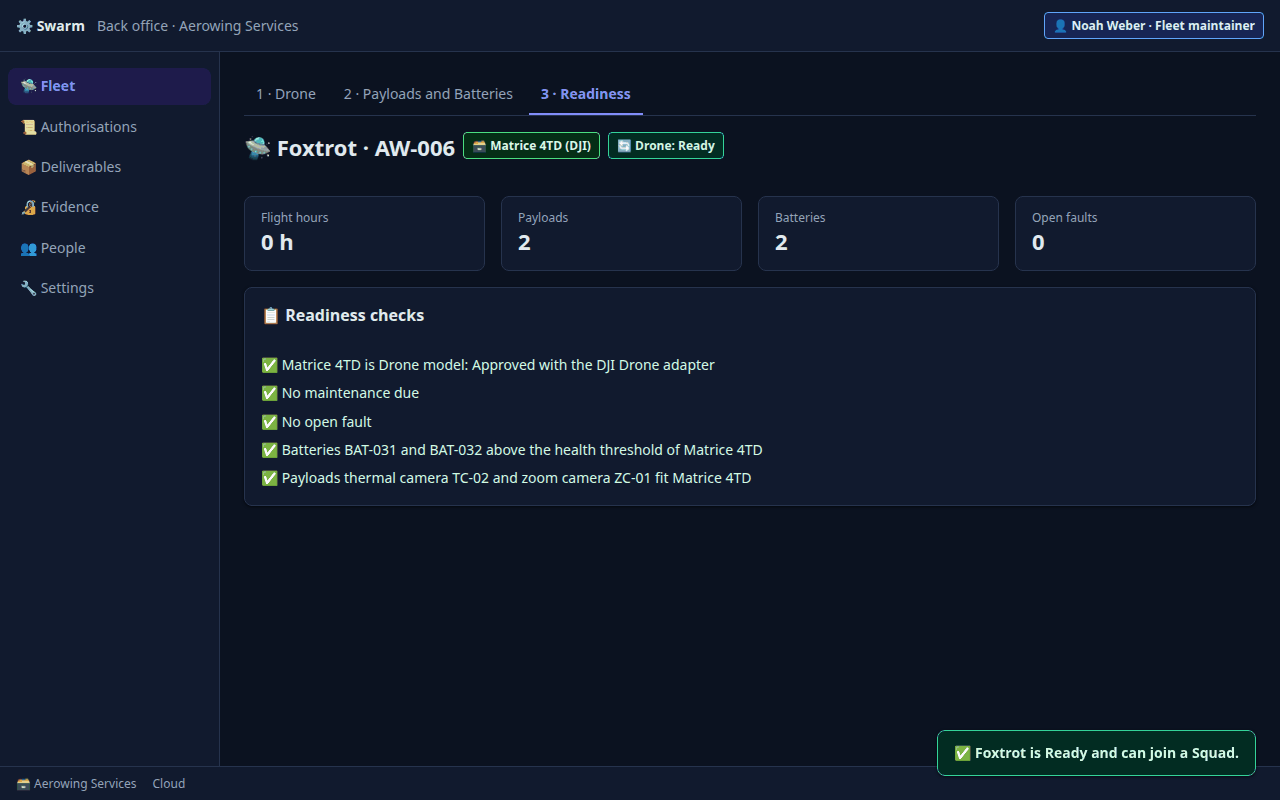 ⚙️ Swarm Back office · Aerowing Services
👤 Noah Weber · Fleet maintainer
🛸 Fleet
📜 Authorisations
📦 Deliverables
🔏 Evidence
👥 People
🔧 Settings
1 · Drone 2 · Payloads and Batteries 3 · Readiness
🛸 Foxtrot · AW-006 🗃️ Matrice 4TD (DJI) 🔄 Drone: Ready
Flight hours
0 h
Payloads
2
Batteries
2
Open faults
0
📋 Readiness checks
✅ Matrice 4TD is Drone model: Approved with the DJI Drone adapter
✅ No maintenance due
✅ No open fault
✅ Batteries BAT-031 and BAT-032 above the health threshold of Matrice 4TD
✅ Payloads thermal camera TC-02 and zoom camera ZC-01 fit Matrice 4TD
✅ Foxtrot is Ready and can join a Squad.
🗃️ Aerowing Services Cloud